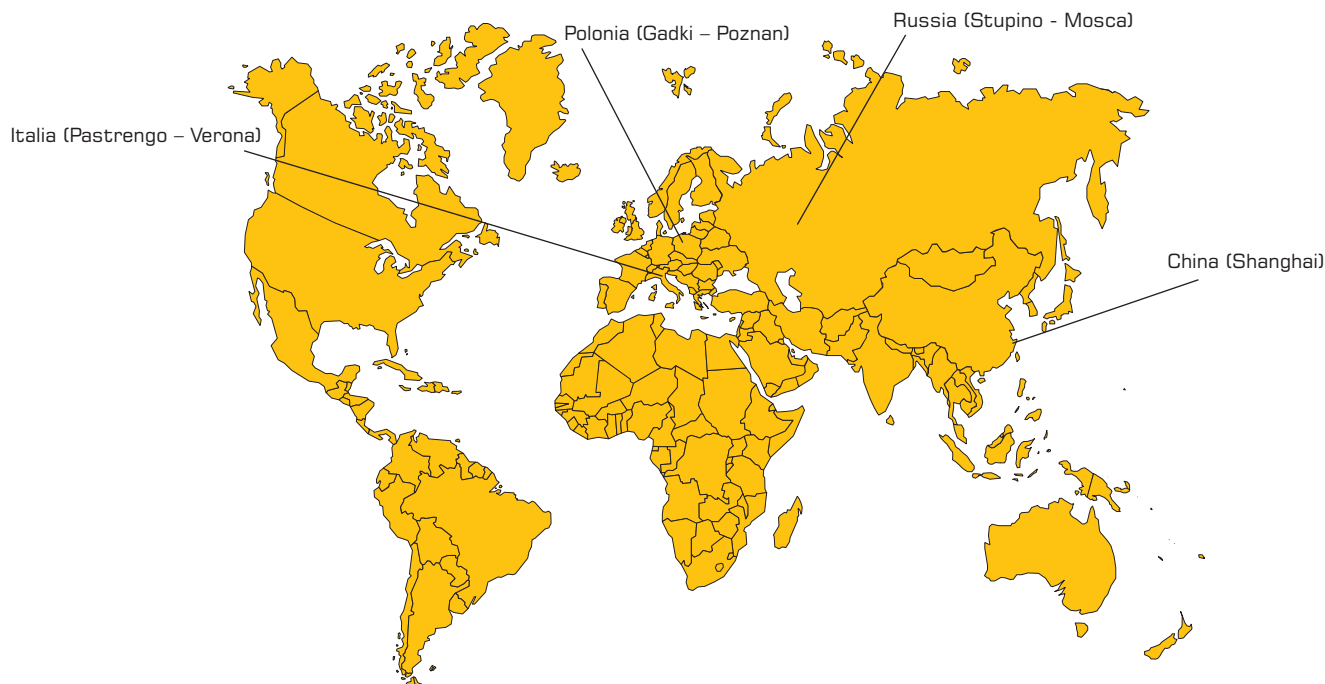 Russia (Stupino - Mosca)
Polonia (Gadki – Poznan)
Italia (Pastrengo – Verona)
China (Shanghai)